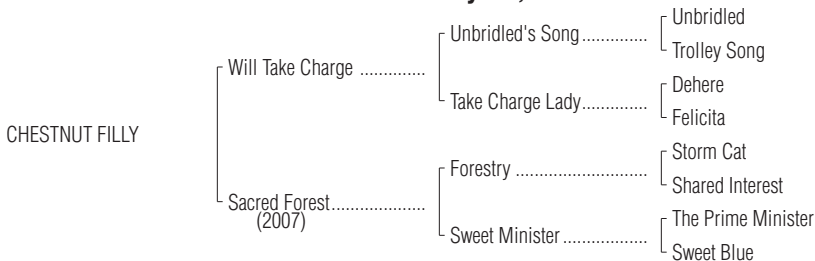 Unbridled
Unbridled's Song..............
Trolley Song
Will Take Charge ..............
Dehere
Take Charge Lady..............
Felicita
CHESTNUT FILLY
Storm Cat
Forestry ............................
Shared Interest
Sacred Forest....................
(2007)
The Prime Minister
Sweet Minister..................
Sweet Blue